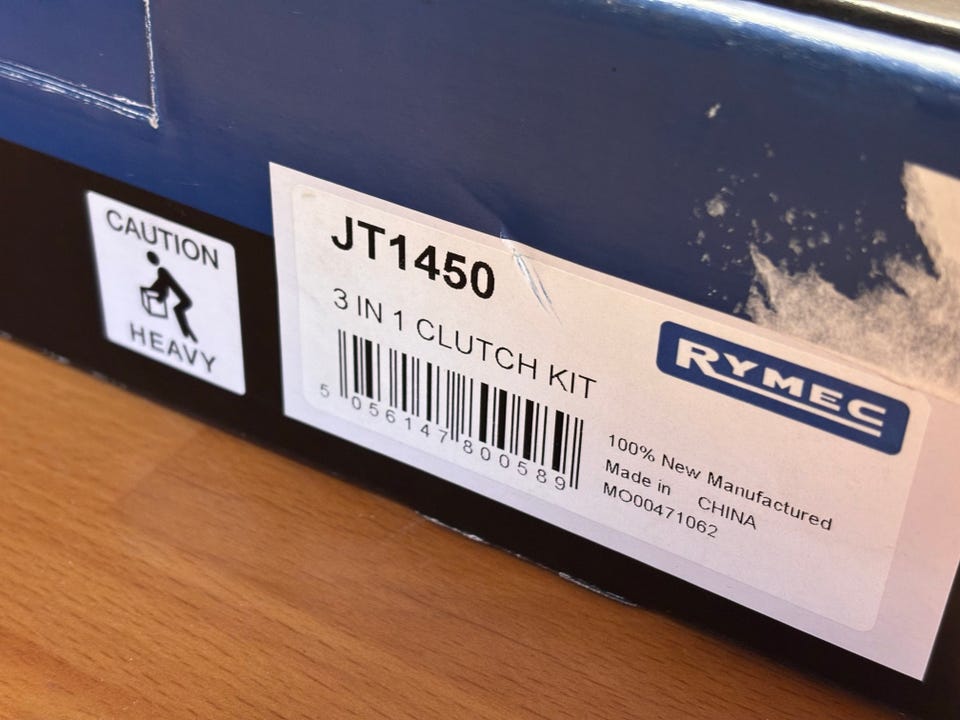 CAUTION
HEAVY
JT1450
3 IN 1 CLUTCH KIT
5 056147 800589
RYMEC
100% New Manufactured
Made in CHINA
MO00471062